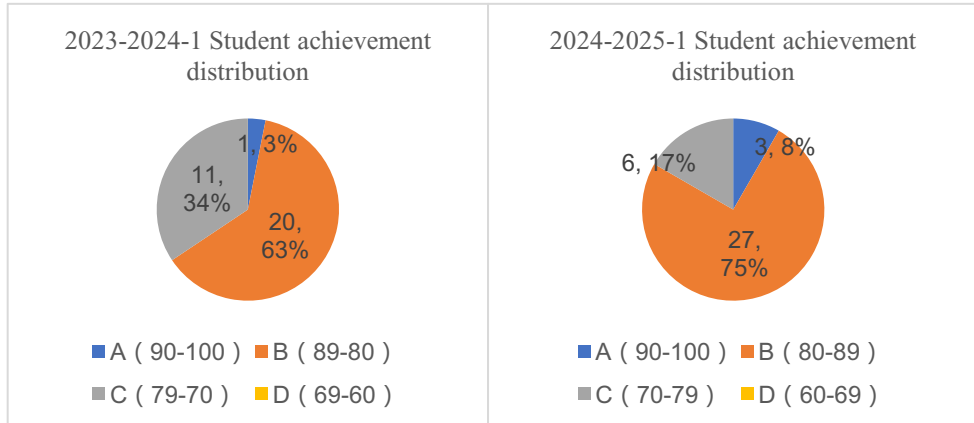 2023-2024-1 Student achievement
distribution
1, 3%
11,
34%
20,
63%
A ( 90-100 ) B ( 89-80 )
C ( 79-70 ) D ( 69-60 )
2024-2025-1 Student achievement
distribution
3, 8%
6, 17%
27,
75%
A ( 90-100 ) B ( 80-89 )
C ( 70-79 ) D ( 60-69 )